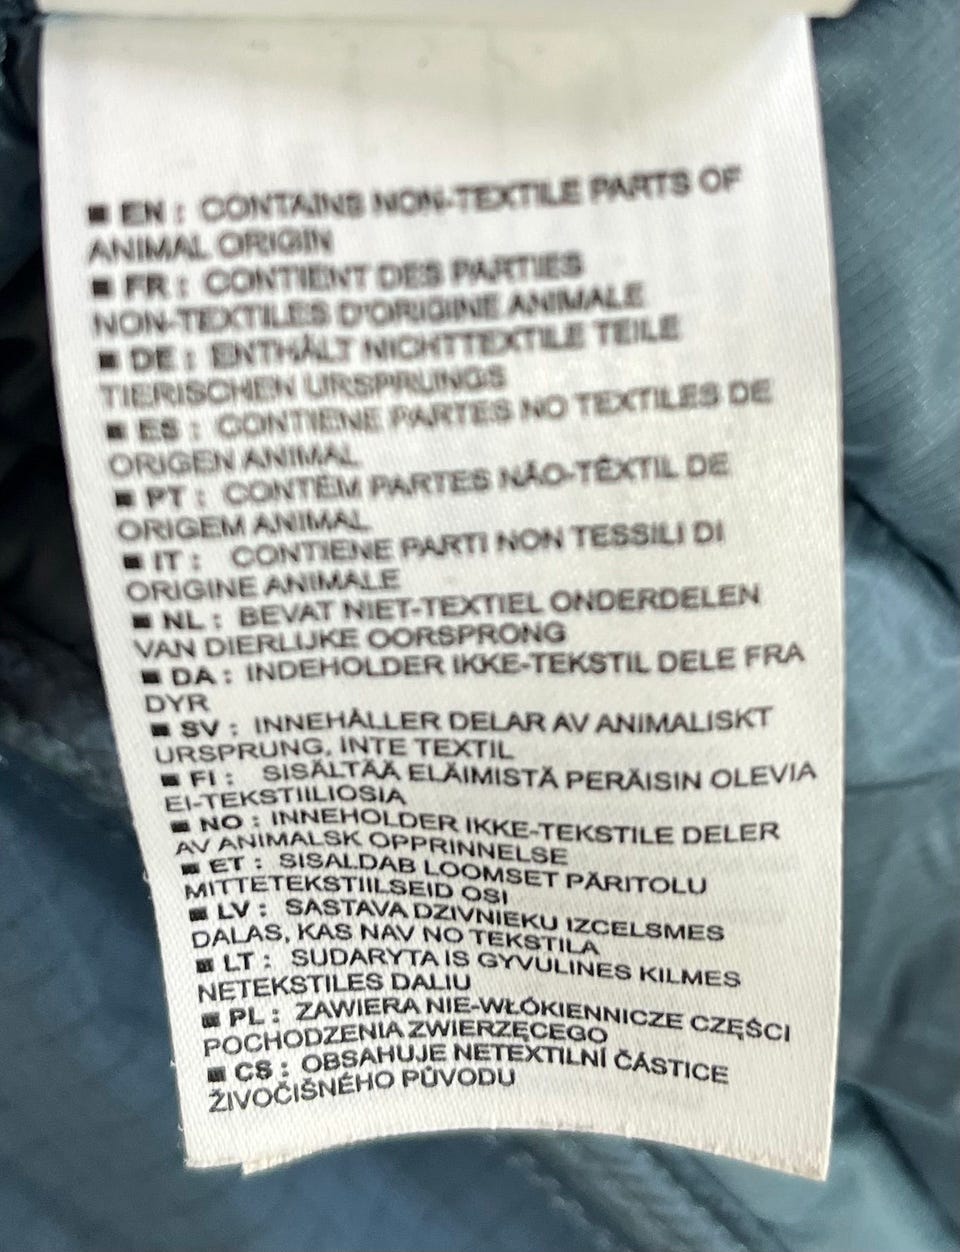 ■ EN : CONTAINS NON-TEXTILE PARTS OF
ANIMAL ORIGIN
■ FR : CONTIENT DES PARTIES
NON-TEXTILES D'ORIGINE ANIMALE
■ DE : ENTHÄLT NICHTTEXTILE TEILE
TIERISCHEN URSPRUNGS
■ ES : CONTIENE PARTES NO TEXTILES DE
ORIGEN ANIMAL
■ PT : CONTÉM PARTES NÃO-TÊXTIL DE
ORIGEM ANIMAL
■ IT : CONTIENE PARTI NON TESSILI DI
ORIGINE ANIMALE
■ NL : BEVAT NIET-TEXTIEL ONDERDELEN
VAN DIERLIJKE OORSPRONG
■ DA : INDEHOLDER IKKE-TEKSTIL DELE FRA
DYR
■ SV : INNEHÅLLER DELAR AV ANIMALISKT
URSPRUNG, INTE TEXTIL
■ FI : SISÄLTÄÄ ELÄIMISTÄ PERÄISIN OLEVIA
EI-TEKSTIILIOSIA
■ NO : INNEHOLDER IKKE-TEKSTILE DELER
AV ANIMALSK OPPRINNELSE
■ ET : SISALDAB LOOMSET PÄRITOLU
MITTETEKSTIILSEID OSI
■ LV : SASTAVA DZIVNIEKU IZCELSMES
DALAS, KAS NAV NO TEKSTILA
■ LT : SUDARYTA IS GYVULINES KILMES
NETEKSTILES DALIU
■ PL : ZAWIERA NIE-WŁÓKIENNICZE CZĘŚCI
POCHODZENIA ZWIERZĘCEGO
■ CS : OBSAHUJE NETEXTILNÍ ČÁSTICE
ŽIVOČIŠNÉHO PŮVODU